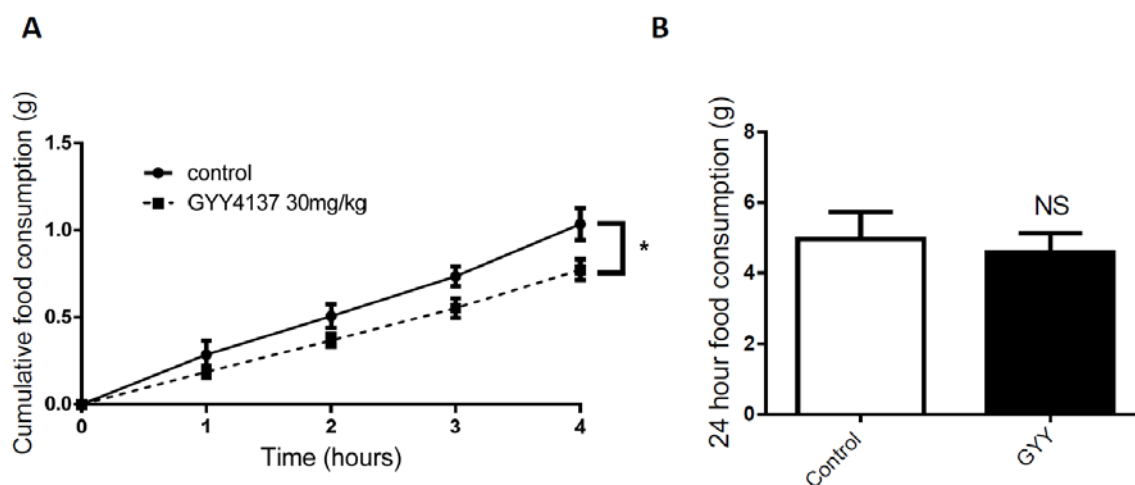 A
Cumulative food consumption (g)
1.5
1.0
0.5
0.0
control
GYY4137 30mg/kg
*
0 1 2 3 4
Time (hours)
B
24 hour food consumption (g)
8
6
4
2
0
NS
Control
GYY